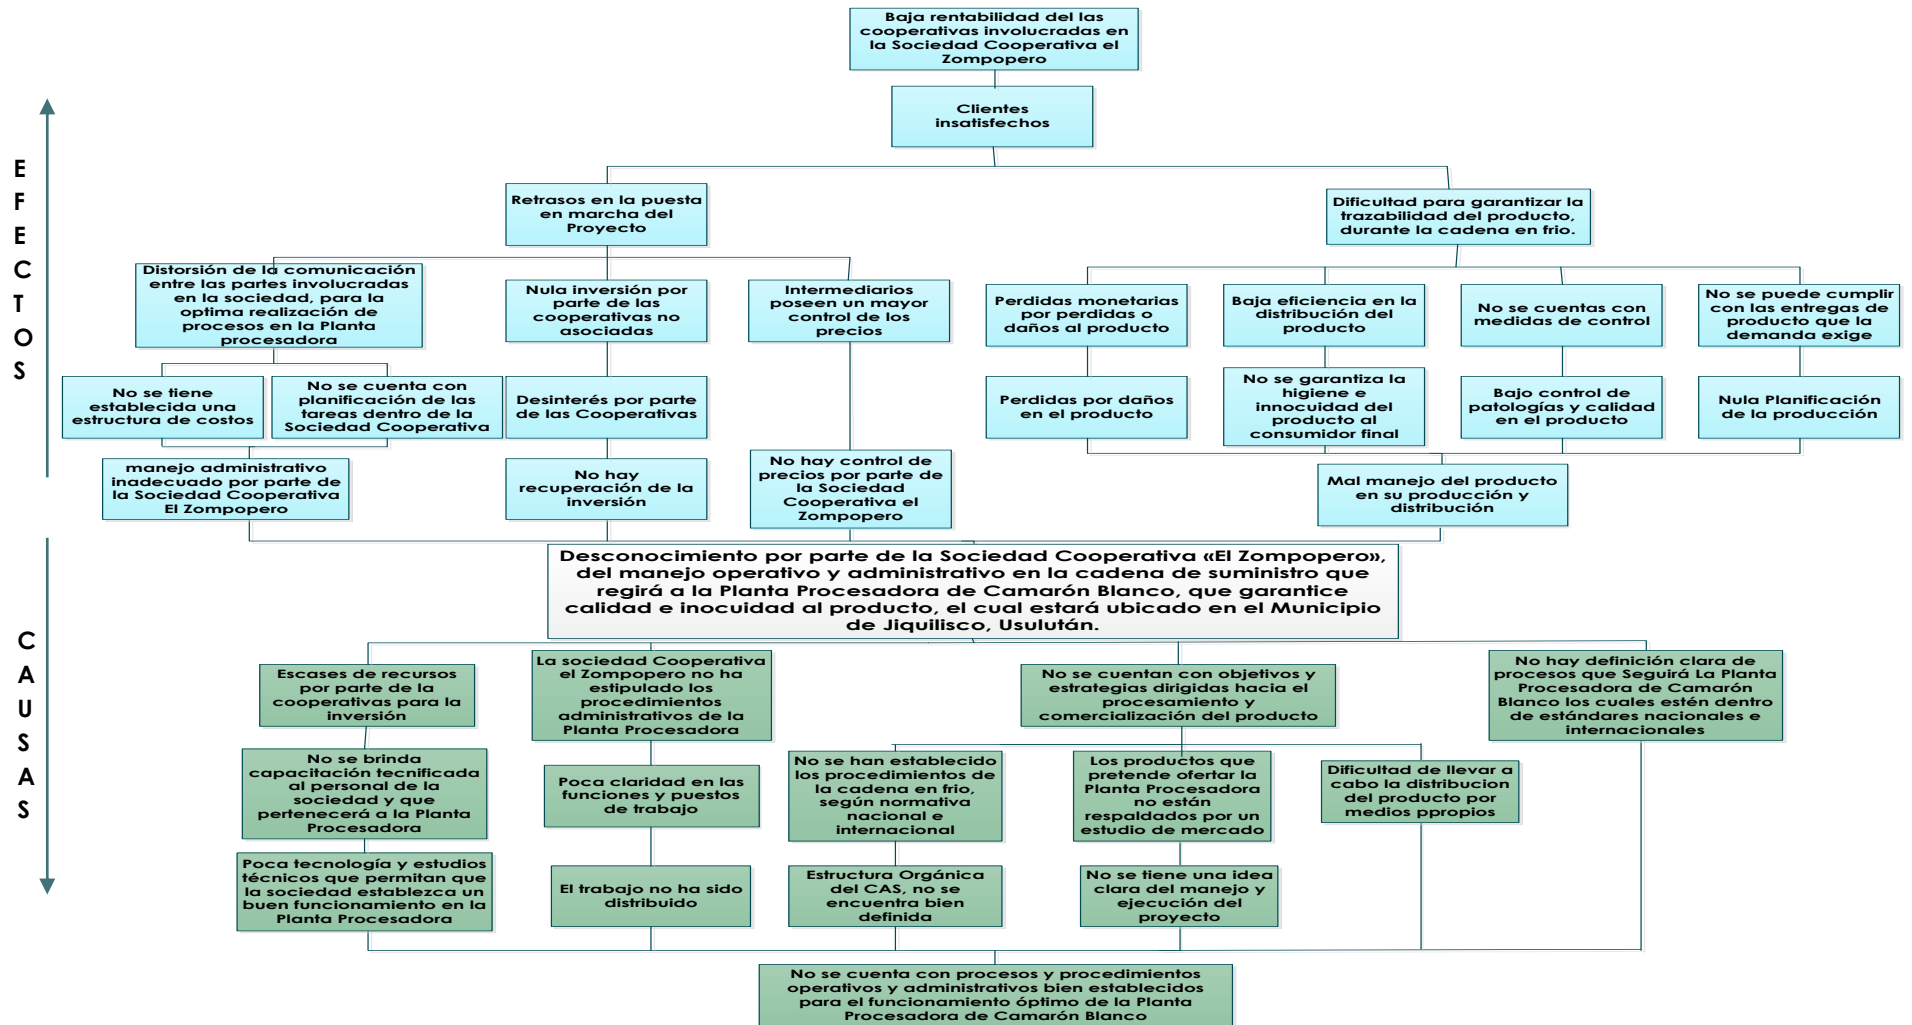 Baja rentabilidad del las
cooperativas involucradas en
la Sociedad Cooperativa el
Zompopero
Clientes
insatisfechos
E
F
E
C
T
O
S
Retrasos en la puesta
en marcha del
Proyecto
Dificultad para garantizar la
trazabilidad del producto,
durante la cadena en frio.
Distorsión de la comunicación
entre las partes involucradas
en la sociedad, para la
optima realización de
procesos en la Planta
procesadora
Nula inversión por
parte de las
cooperativas no
asociadas
Intermediarios
poseen un mayor
control de los
precios
Perdidas monetarias
por perdidas o
daños al producto
Baja eficiencia en la
distribución del
producto
No se cuentas con
medidas de control
No se puede cumplir
con las entregas de
producto que la
demanda exige
No se tiene
establecida una
estructura de costos
No se cuenta con
planificación de las
tareas dentro de la
Sociedad Cooperativa
Desinterés por parte
de las Cooperativas
Perdidas por daños
en el producto
No se garantiza la
higiene e
innocuidad del
producto al
consumidor final
Bajo control de
patologías y calidad
en el producto
Nula Planificación
de la producción
manejo administrativo
inadecuado por parte de
la Sociedad Cooperativa
El Zompopero
No hay
recuperación de la
inversión
No hay control de
precios por parte de
la Sociedad
Cooperativa el
Zompopero
Mal manejo del producto
en su producción y
distribución
Desconocimiento por parte de la Sociedad Cooperativa «El Zompopero»,
del manejo operativo y administrativo en la cadena de suministro que
regirá a la Planta Procesadora de Camarón Blanco, que garantice
calidad e inocuidad al producto, el cual estará ubicado en el Municipio
de Jiquilisco, Usulután.
C
A
U
S
A
S
Escases de recursos
por parte de la
cooperativas para la
inversión
La sociedad Cooperativa
el Zompopero no ha
estipulado los
procedimientos
administrativos de la
Planta Procesadora
No se cuentan con objetivos y
estrategias dirigidas hacia el
procesamiento y
comercialización del producto
No hay definición clara de
procesos que Seguirá La Planta
Procesadora de Camarón
Blanco los cuales estén dentro
de estándares nacionales e
internacionales
No se brinda
capacitación tecnificada
al personal de la
sociedad y que
pertenecerá a la Planta
Procesadora
Poca claridad en las
funciones y puestos
de trabajo
No se han establecido
los procedimientos de
la cadena en frio,
según normativa
nacional e
internacional
Los productos que
pretende ofertar la
Planta Procesadora
no están
respaldados por un
estudio de mercado
Dificultad de llevar a
cabo la distribucion
del producto por
medios ppropios
Poca tecnología y estudios
técnicos que permitan que
la sociedad establezca un
buen funcionamiento en la
Planta Procesadora
El trabajo no ha sido
distribuido
Estructura Orgánica
del CAS, no se
encuentra bien
definida
No se tiene una idea
clara del manejo y
ejecución del
proyecto
No se cuenta con procesos y procedimientos
operativos y administrativos bien establecidos
para el funcionamiento óptimo de la Planta
Procesadora de Camarón Blanco